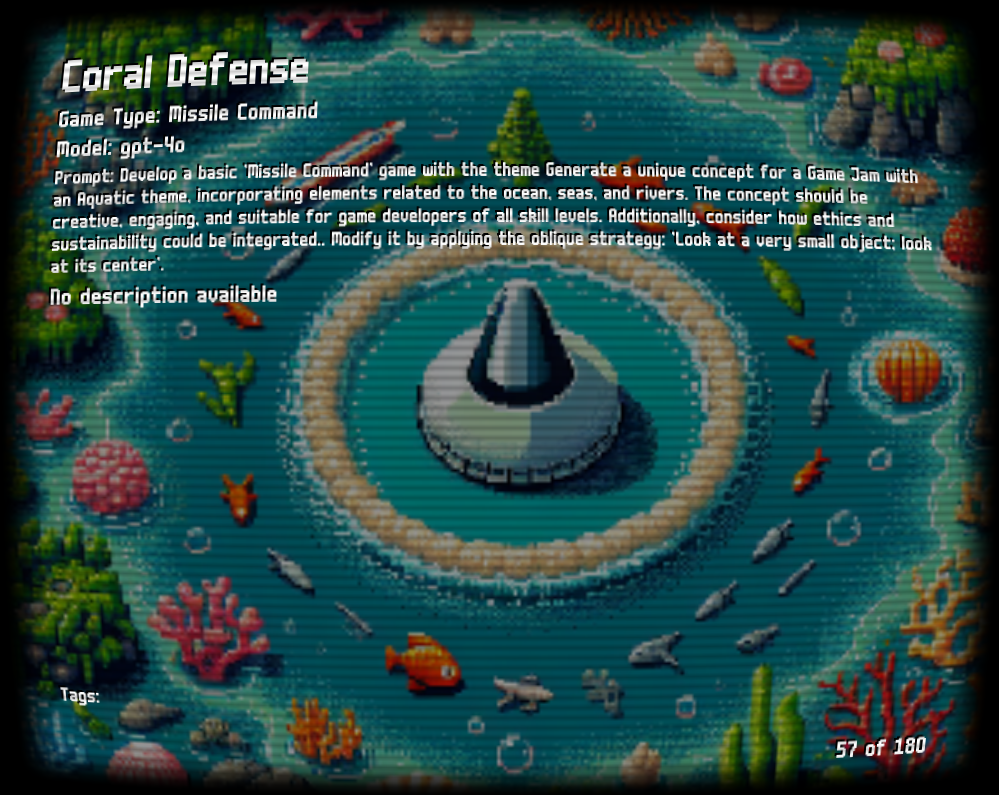 Coral Defense
Game Type: Missile Command
Model: gpt-4o
Prompt: Develop a basic 'Missile Command' game with the theme Generate a unique concept for a Game Jam with
an Aquatic theme, incorporating elements related to the ocean, seas, and rivers. The concept should be
creative, engaging, and suitable for game developers of all skill levels. Additionally, consider how ethics and
sustainability could be integrated.. Modify it by applying the oblique strategy: 'Look at a very small object; look
at its center'.
No description available
Tags:
57 of 180